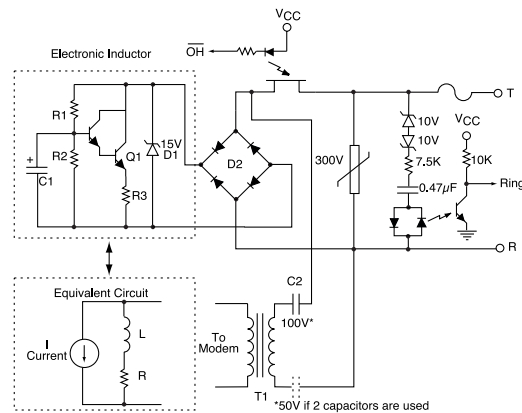 Electronic Inductor
VCC
OH
R1
R2
C1
+
Q1
15V
D1
R3
D2
300V
10V
10V
7.5K
0.47µF
VCC
10K
Ring
T
R
Equivalent Circuit
I
Current
L
R
To
Modem
T1
C2
100V*
*50V if 2 capacitors are used